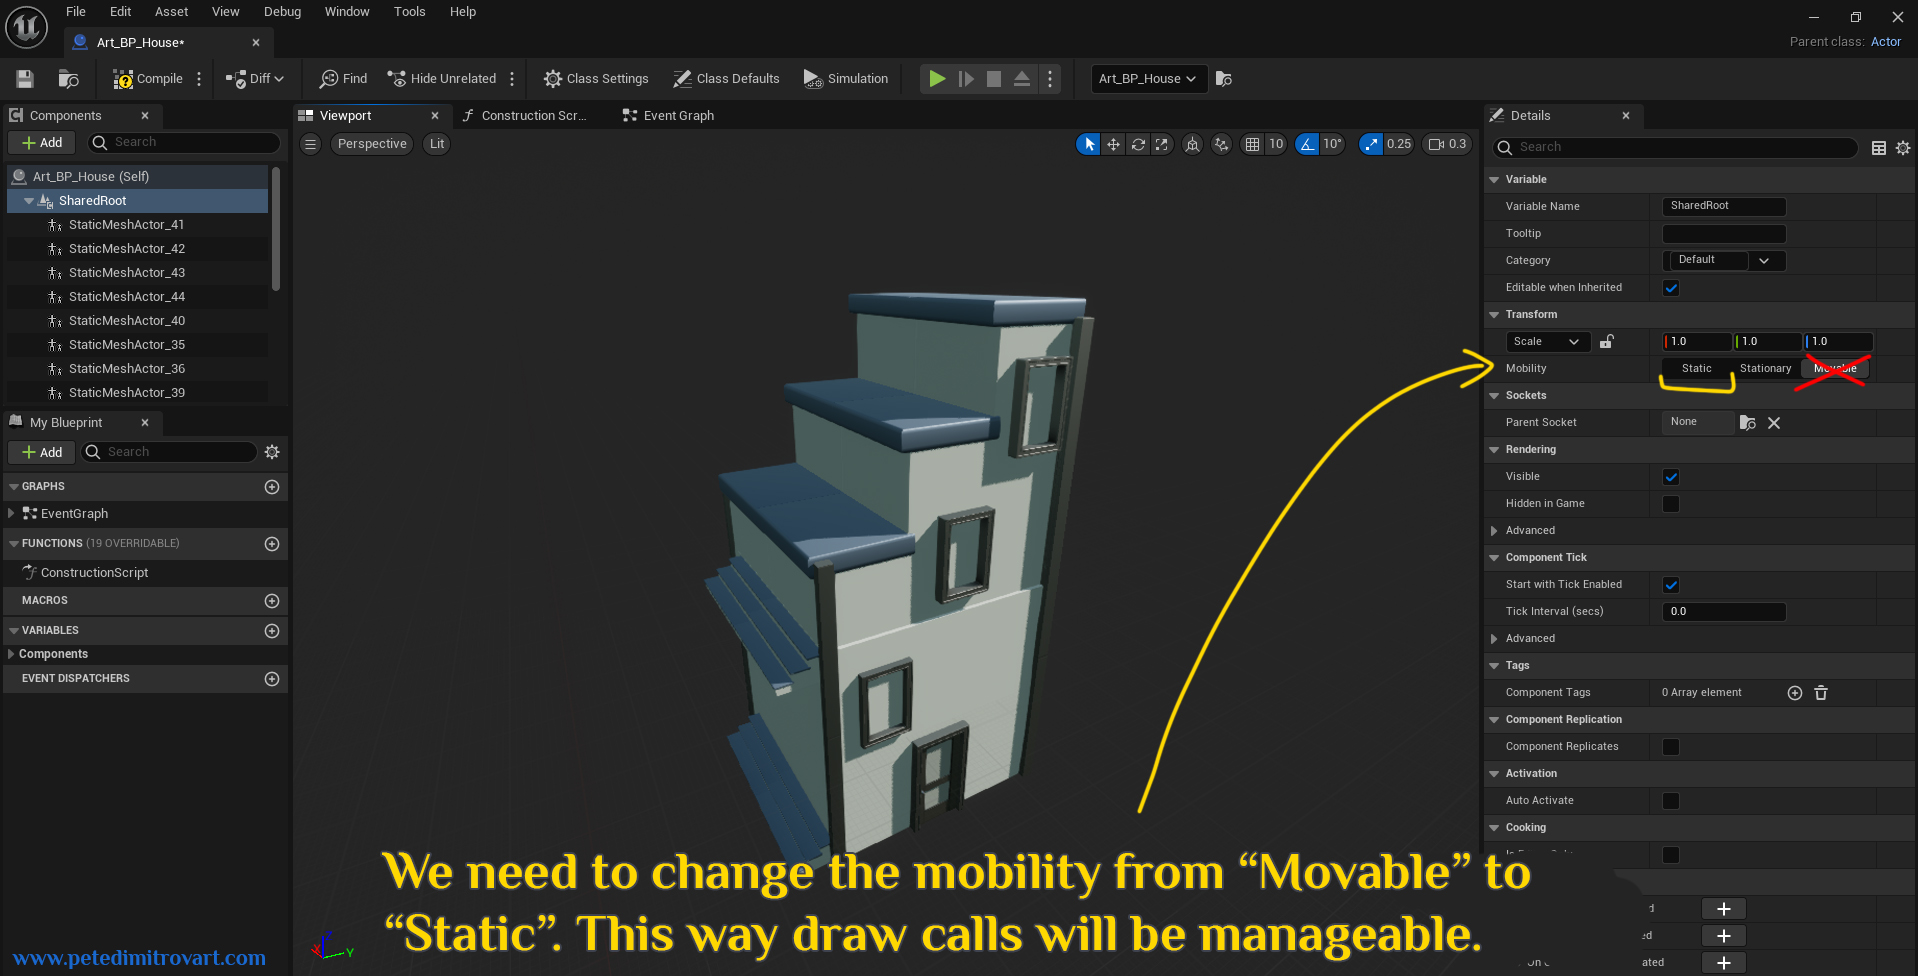 File Edit Asset View Debug Window Tools Help
Art_BP_House*
Parent class: Actor
Compile Diff Find Hide Unrelated Class Settings Class Defaults Simulation Art_BP_House
Components
Add Search
Art_BP_House (Self)
SharedRoot
StaticMeshActor_41
StaticMeshActor_42
StaticMeshActor_43
StaticMeshActor_44
StaticMeshActor_40
StaticMeshActor_35
StaticMeshActor_36
StaticMeshActor_39
My Blueprint
Add Search
GRAPHS
EventGraph
FUNCTIONS (19 OVERRIDABLE)
ConstructionScript
MACROS
VARIABLES
Components
EVENT DISPATCHERS
Viewport Construction Scr... Event Graph
Perspective Lit 10 10° 0.25 0.3
Details
Search
Variable
Variable Name SharedRoot
Tooltip
Category Default
Editable when Inherited
Transform
Scale 1.0 1.0 1.0
Mobility Static Stationary Movable
Sockets
Parent Socket None
Rendering
Visible
Hidden in Game
Advanced
Component Tick
Start with Tick Enabled
Tick Interval (secs) 0.0
Advanced
Tags
Component Tags 0 Array element
Component Replication
Component Replicates
Activation
Auto Activate
Cooking
We need to change the mobility from “Movable” to
“Static”. This way draw calls will be manageable.
X Y Z
www.petedimitrovart.com